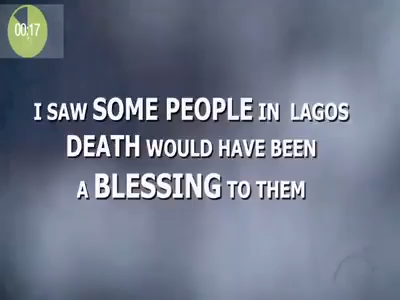 00:17
I SAW SOME PEOPLE IN LAGOS
DEATH WOULD HAVE BEEN
A BLESSING TO THEM